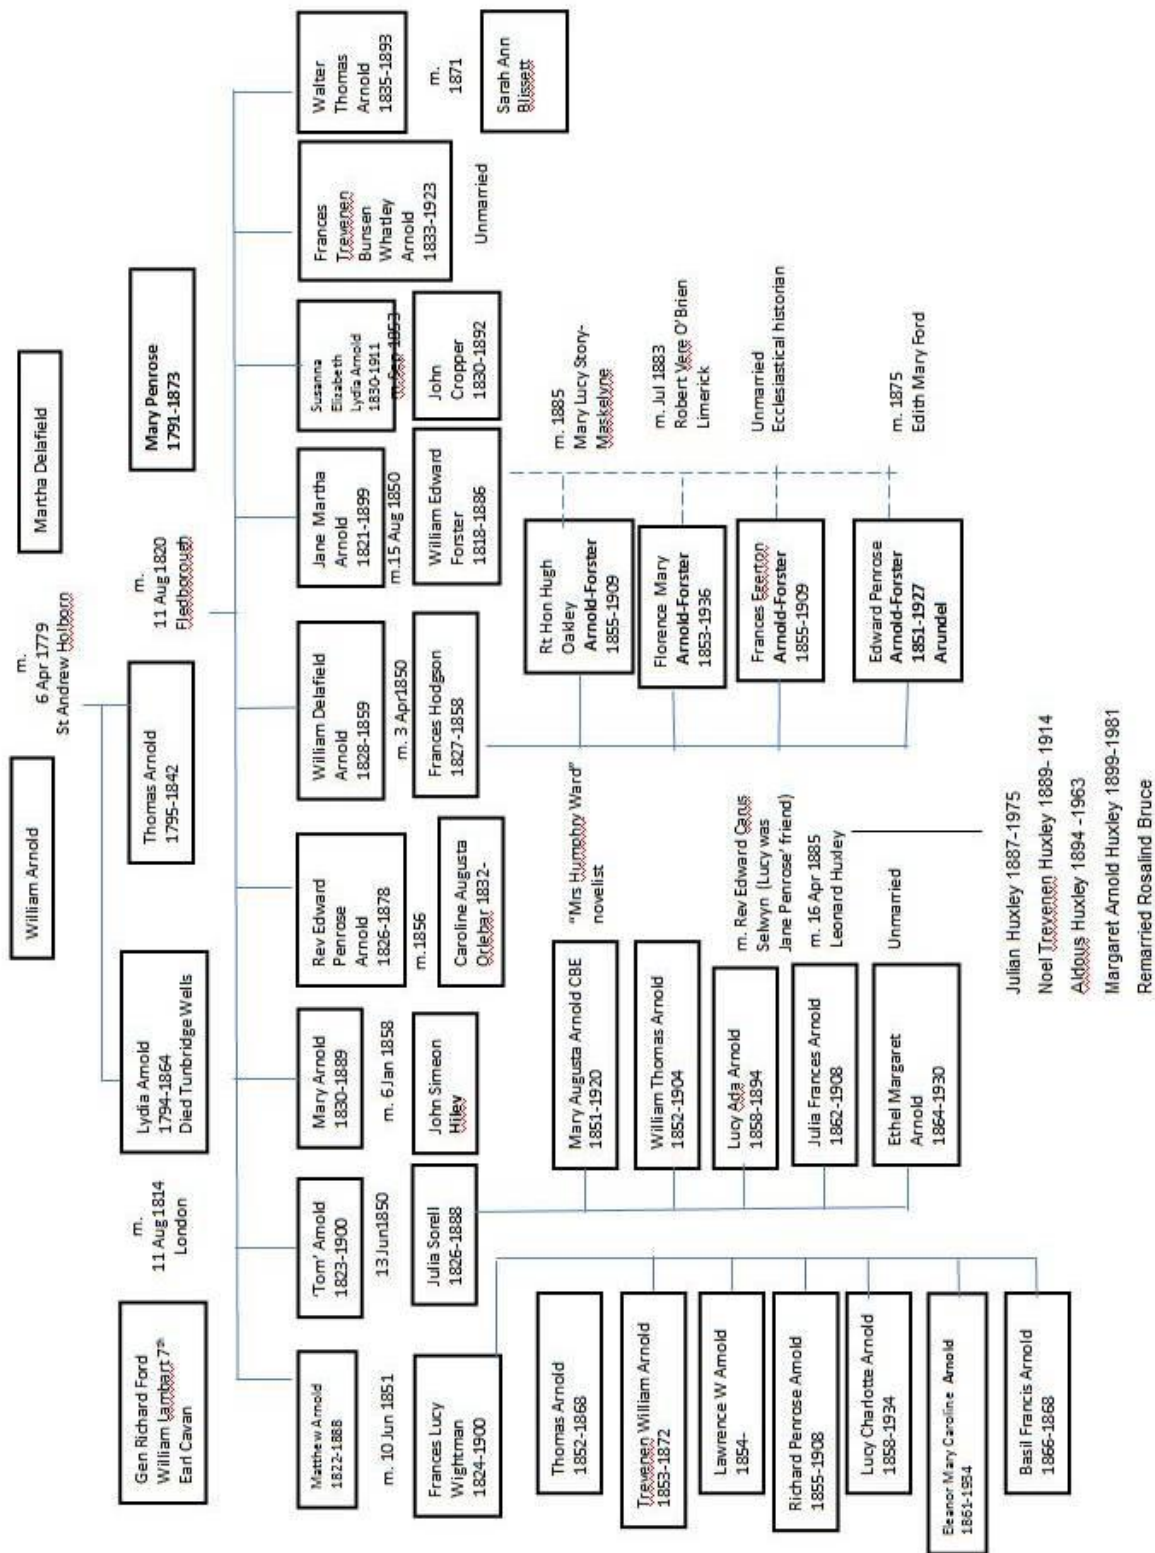 William Arnold
m.
6 Apr 1779
St Andrew Holborn
Martha Delafield
Gen Richard Ford
William Lambart 7th
Earl Cavan
m.
11 Aug 1814
London
Lydia Arnold
1794-1864
Died Tunbridge Wells
Thomas Arnold
1795-1842
m.
11 Aug 1820
Fledborough
Mary Penrose
1791-1873
Matthew Arnold
1822-1888
m. 10 Jun 1851
Frances Lucy
Wightman
1824-1900
'Tom' Arnold
1823-1900
13 Jun1850
Julia Sorell
1826-1888
Mary Arnold
1830-1889
m. 6 Jan 1858
John Simeon
Hiley
Rev Edward
Penrose
Arnold
1826-1878
m.1856
Caroline Augusta
Orlebar 1832-
William Delafield
Arnold
1828-1859
m. 3 Apr1850
Frances Hodgson
1827-1858
Jane Martha
Arnold
1821-1899
m.15 Aug 1850
William Edward
Forster
1818-1886
Susanna
Elizabeth
Lydia Arnold
1830-1911
m. Sep 1853
John
Cropper
1830-1892
Frances
Trevenen
Bunsen
Whatley
Arnold
1833-1923
Unmarried
Walter
Thomas
Arnold
1835-1893
m.
1871
Sarah Ann
Blissett
Thomas Arnold
1852-1868
Trevenen William Arnold
1853-1872
Lawrence W Arnold
1854-
Richard Penrose Arnold
1855-1908
Lucy Charlotte Arnold
1858-1934
Eleanor Mary Caroline Arnold
1861-1934
Basil Francis Arnold
1866-1868
Mary Augusta Arnold CBE
1851-1920
"Mrs Humphry Ward"
novelist
William Thomas Arnold
1852-1904
Lucy Ada Arnold
1858-1894
m. Rev Edward Carus
Selwyn (Lucy was
Jane Penrose' friend)
Julia Frances Arnold
1862-1908
m. 16 Apr 1885
Leonard Huxley
Ethel Margaret
Arnold
1864-1930
Unmarried
Rt Hon Hugh
Oakley
Arnold-Forster
1855-1909
m. 1885
Mary Lucy Story-
Maskelyne
Florence Mary
Arnold-Forster
1853-1936
m. Jul 1883
Robert Vere O'Brien
Limerick
Frances Egerton
Arnold-Forster
1855-1909
Unmarried
Ecclesiastical historian
Edward Penrose
Arnold-Forster
1851-1927
Arundel
m. 1875
Edith Mary Ford
Julian Huxley 1887-1975
Noel Trevenen Huxley 1889- 1914
Aldous Huxley 1894 -1963
Margaret Arnold Huxley 1899-1981
Remarried Rosalind Bruce